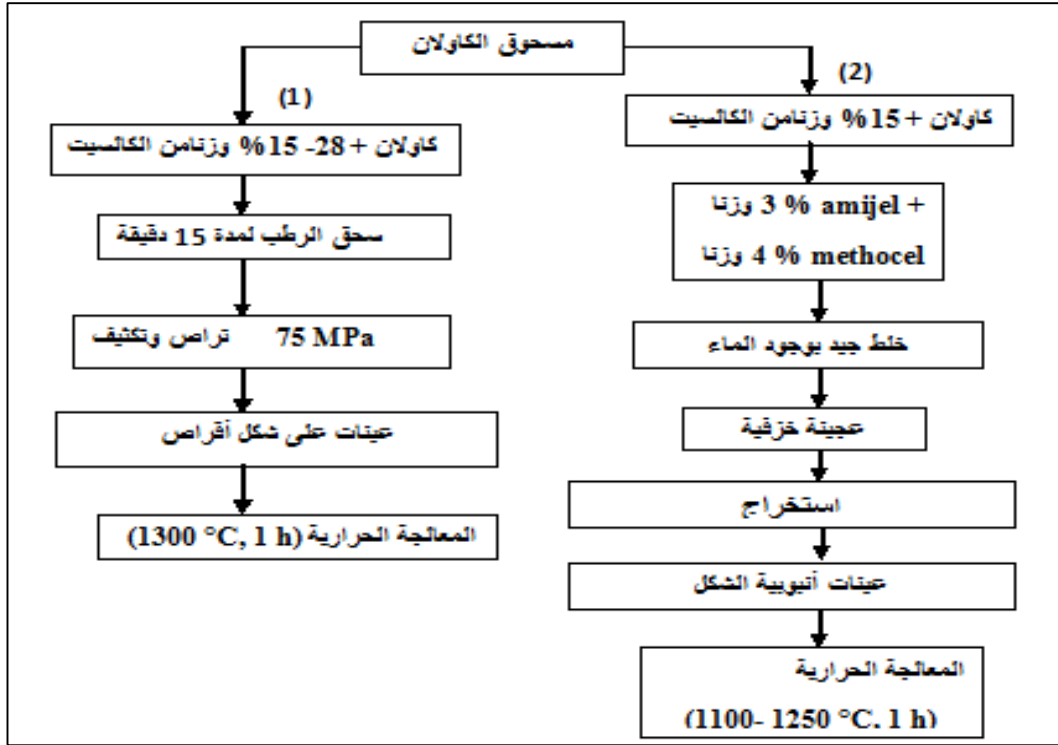 مسحوق الكاولان
(1)
كاولان + 28- 15 % وزنامن الكالسيت
سحق الرطب لمدة 15 دقيقة
تراص وتكثيف 75 MPa
عينات على شكل أقراص
المعالجة الحرارية (1300 °C, 1 h)
(2)
كاولان + 15 % وزنامن الكالسيت
وزنا 3 % amijel +
وزنا 4 % methocel
خلط جيد بوجود الماء
عجينة خزفية
استخراج
عينات أنبوبية الشكل
المعالجة الحرارية
(1100- 1250 °C. 1 h)